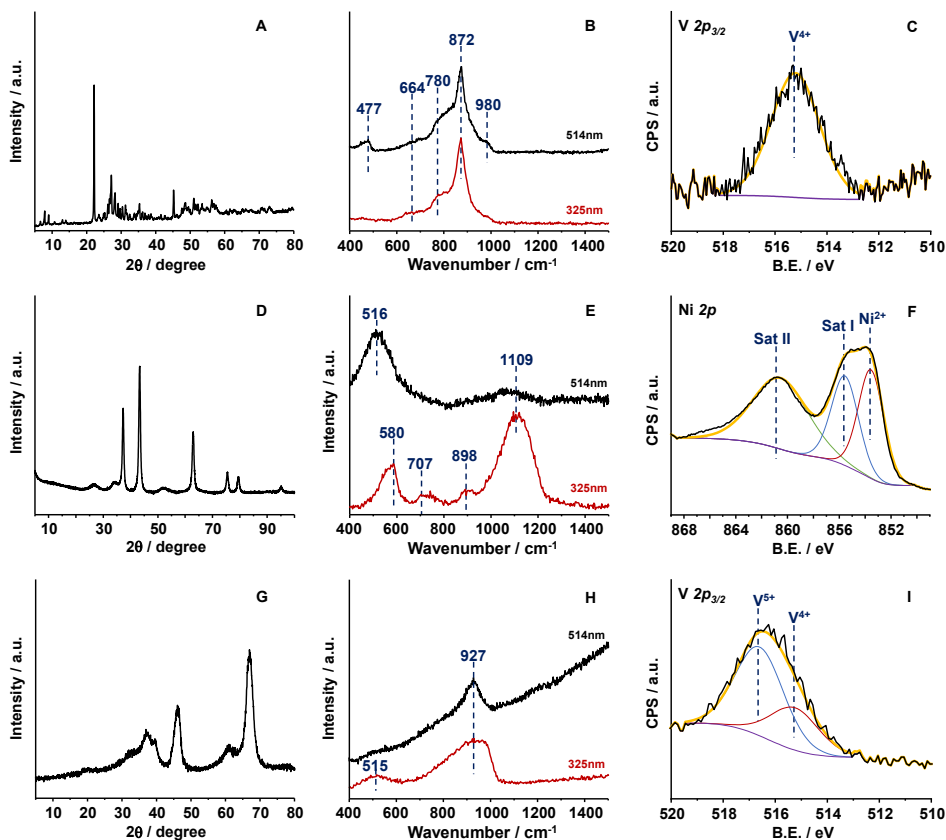 A
Intensity / a.u.
10 20 30 40 50 60 70 80
2θ / degree
B
872
780
664
477
980
514nm
325nm
Intensity / a.u.
400 600 800 1000 1200 1400
Wavenumber / cm⁻¹
V 2p3/2
V⁴⁺
C
CPS / a.u.
520 518 516 514 512 510
B.E. / eV
D
Intensity / a.u.
20 40 60 80 100
2θ / degree
E
516
1109
514nm
580
707
898
325nm
Intensity / a.u.
400 600 800 1000 1200 1400
Wavenumber / cm⁻¹
Ni 2p
F
Sat II
Sat I
Ni²⁺
CPS / a.u.
868 864 860 856 852
B.E. / eV
G
Intensity / a.u.
10 20 30 40 50 60 70 80
2θ / degree
H
514nm
927
515
325nm
Intensity / a.u.
400 600 800 1000 1200 1400
Wavenumber / cm⁻¹
V 2p3/2
V⁵⁺
V⁴⁺
I
CPS / a.u.
520 518 516 514 512 510
B.E. / eV